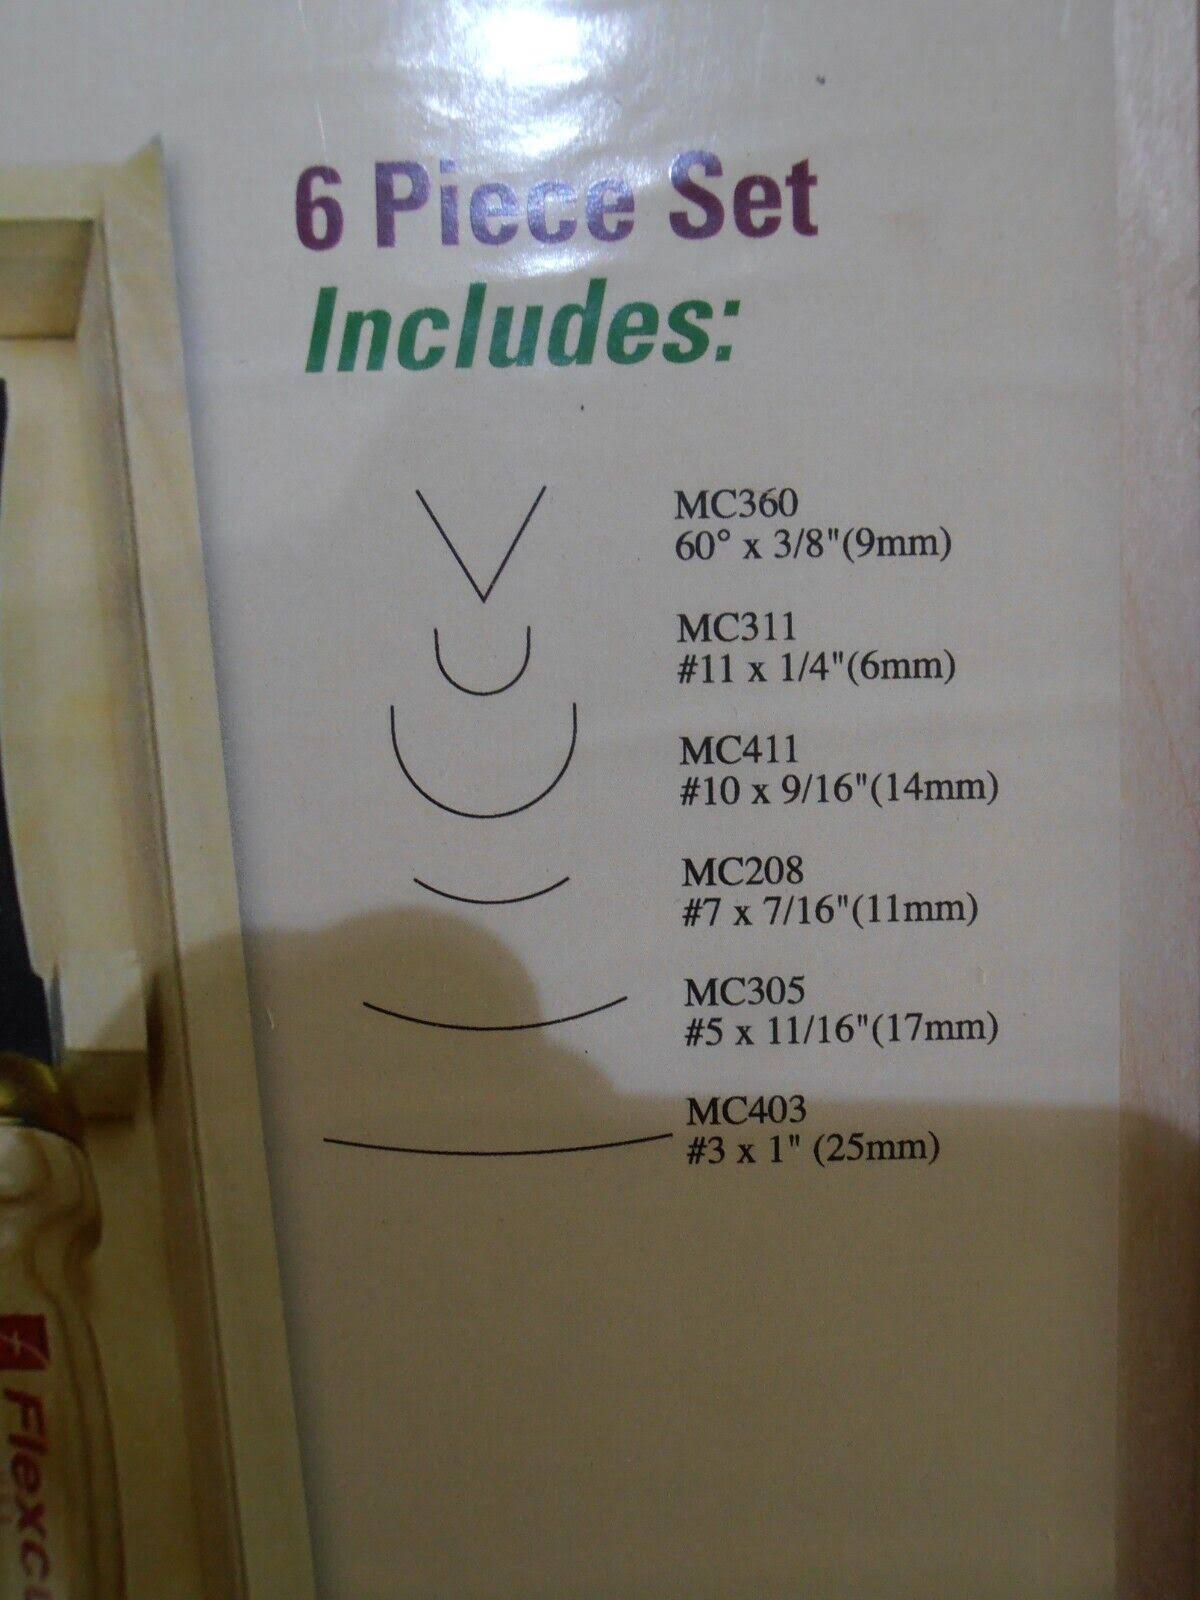 6 Piece Set
Includes:
MC360
60° x 3/8"(9mm)
MC311
#11 x 1/4"(6mm)
MC411
#10 x 9/16"(14mm)
MC208
#7 x 7/16"(11mm)
MC305
#5 x 11/16"(17mm)
MC403
#3 x 1" (25mm)
Flexc